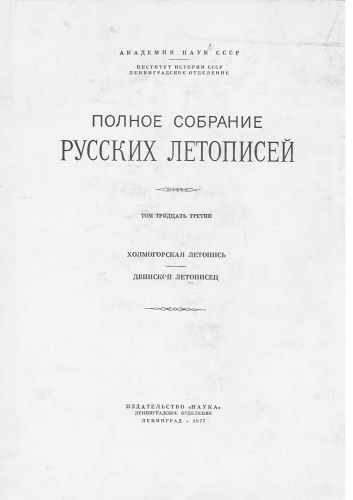 АКАДЕМИЯ НАУК СССР
ИНСТИТУТ ИСТОРИИ СССР
ЛЕНИНГРАДСКОЕ ОТДЕЛЕНИЕ
ПОЛНОЕ СОБРАНИЕ
РУССКИХ ЛЕТОПИСЕЙ
ТОМ ТРИДЦАТЬ ТРЕТИЙ
ХОЛМОГОРСКАЯ ЛЕТОПИСЬ
ДВИНСКОЙ ЛЕТОПИСЕЦ
ИЗДАТЕЛЬСТВО «НАУКА»
ЛЕНИНГРАДСКОЕ ОТДЕЛЕНИЕ
ЛЕНИНГРАД · 1977